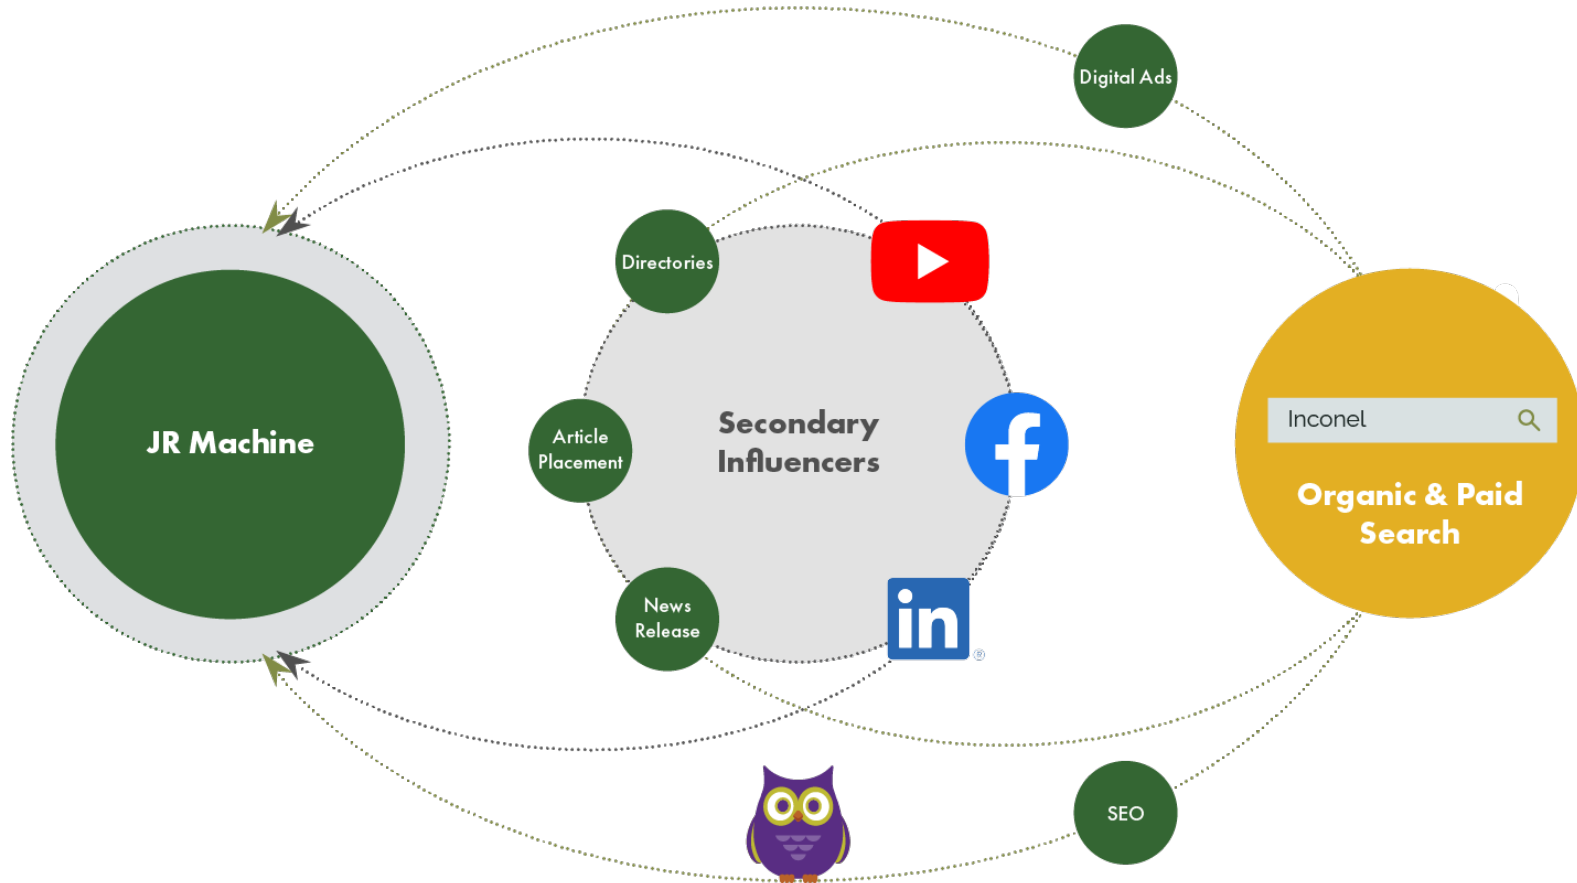 Digital Ads
Directories
JR Machine
Secondary
Influencers
Article
Placement
Inconel
Organic & Paid
Search
News
Release
in
®
SEO